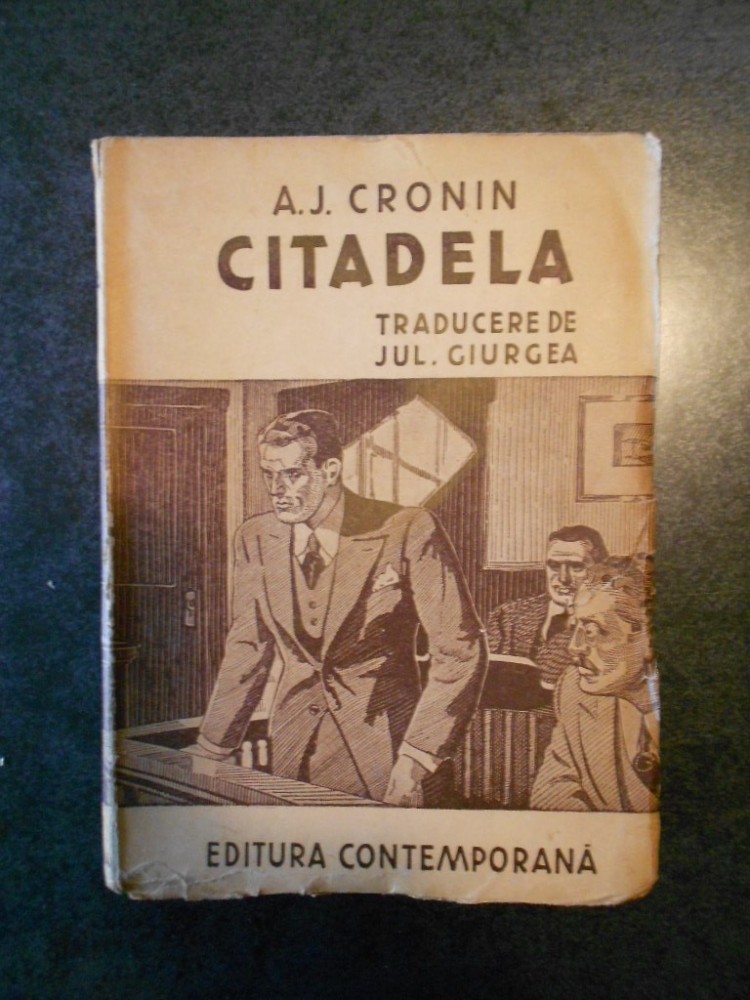 A.J. CRONIN
CITADELA
TRADUCERE DE
JUL. GIURGEA
EDITURA CONTEMPORANĂ